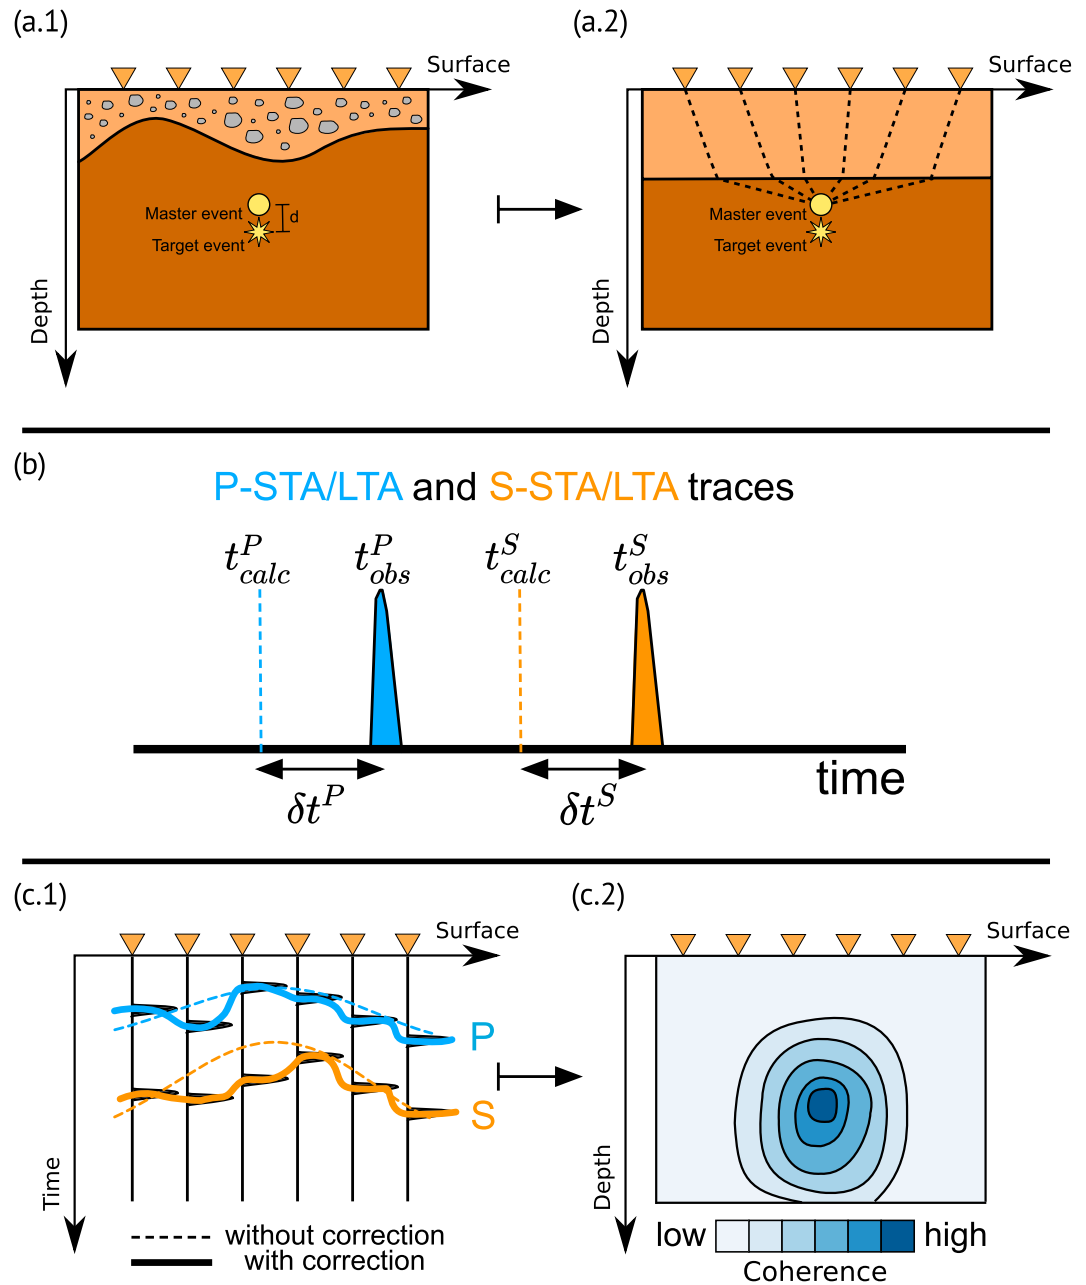 (a.1)
Surface
Master event
d
Target event
Depth
(a.2)
Surface
Master event
Target event
Depth
(b)
P-STA/LTA and S-STA/LTA traces
t^P_calc t^P_obs t^S_calc t^S_obs
time
δt^P δt^S
(c.1)
Surface
P
S
Time
without correction
with correction
(c.2)
Surface
Depth
low high
Coherence